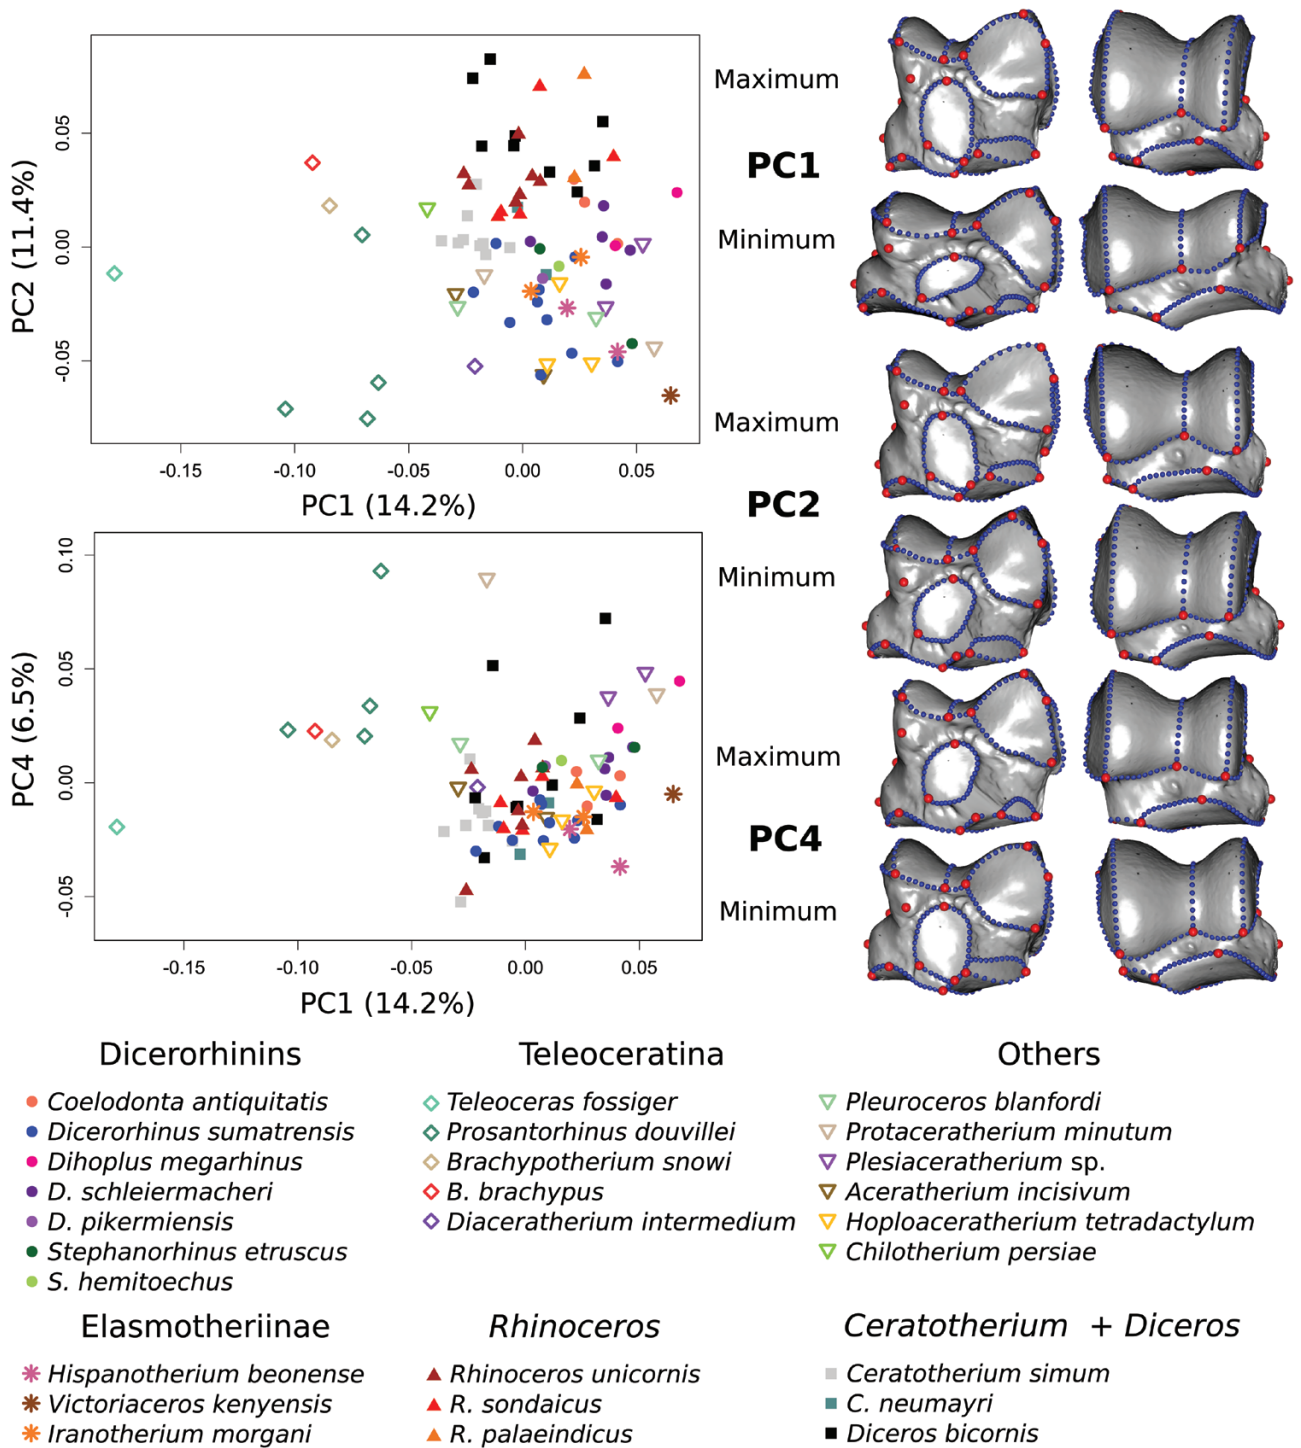 PC2 (11.4%)
0.05
0.00
-0.05
-0.15
-0.10
-0.05
0.00
0.05
PC1 (14.2%)
PC4 (6.5%)
0.10
0.05
0.00
-0.05
-0.15
-0.10
-0.05
0.00
0.05
PC1 (14.2%)
Maximum
PC1
Minimum
Maximum
PC2
Minimum
Maximum
PC4
Minimum
Dicerorhinins
Coelodonta antiquitatis
Dicerorhinus sumatrensis
Dihoplus megarhinus
D. schleiermacheri
D. pikermiensis
Stephanorhinus etruscus
S. hemitoechus
Teleoceratina
Teleoceras fossiger
Prosantorhinus douvillei
Brachypotherium snowi
B. brachypus
Diaceratherium intermedium
Others
Pleuroceros blanfordi
Protaceratherium minutum
Plesiaceratherium sp.
Aceratherium incisivum
Hoploaceratherium tetradactylum
Chilotherium persiae
Elasmotheriinae
Hispanotherium beonense
Victoriaceros kenyensis
Iranotherium morgani
Rhinoceros
Rhinoceros unicornis
R. sondaicus
R. palaeindicus
Ceratotherium + Diceros
Ceratotherium simum
C. neumayri
Diceros bicornis